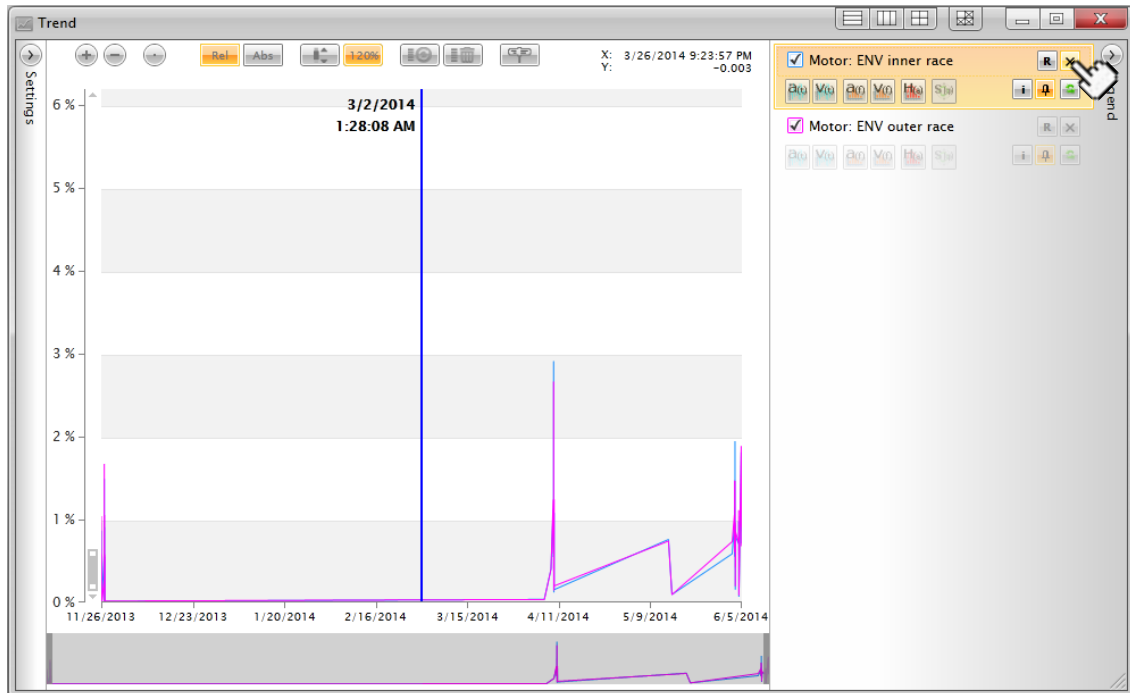 Trend
Settings
Rel Abs 120%
X: 3/26/2014 9:23:57 PM
Y: -0.003
Motor: ENV inner race
R
a(t) v(t) a(f) v(f) H(s)
i
Motor: ENV outer race
R
a(t) v(t) a(f) v(f) H(s)
i
end
3/2/2014
1:28:08 AM
6 %
5 %
4 %
3 %
2 %
1 %
0 %
11/26/2013 12/23/2013 1/20/2014 2/16/2014 3/15/2014 4/11/2014 5/9/2014 6/5/2014